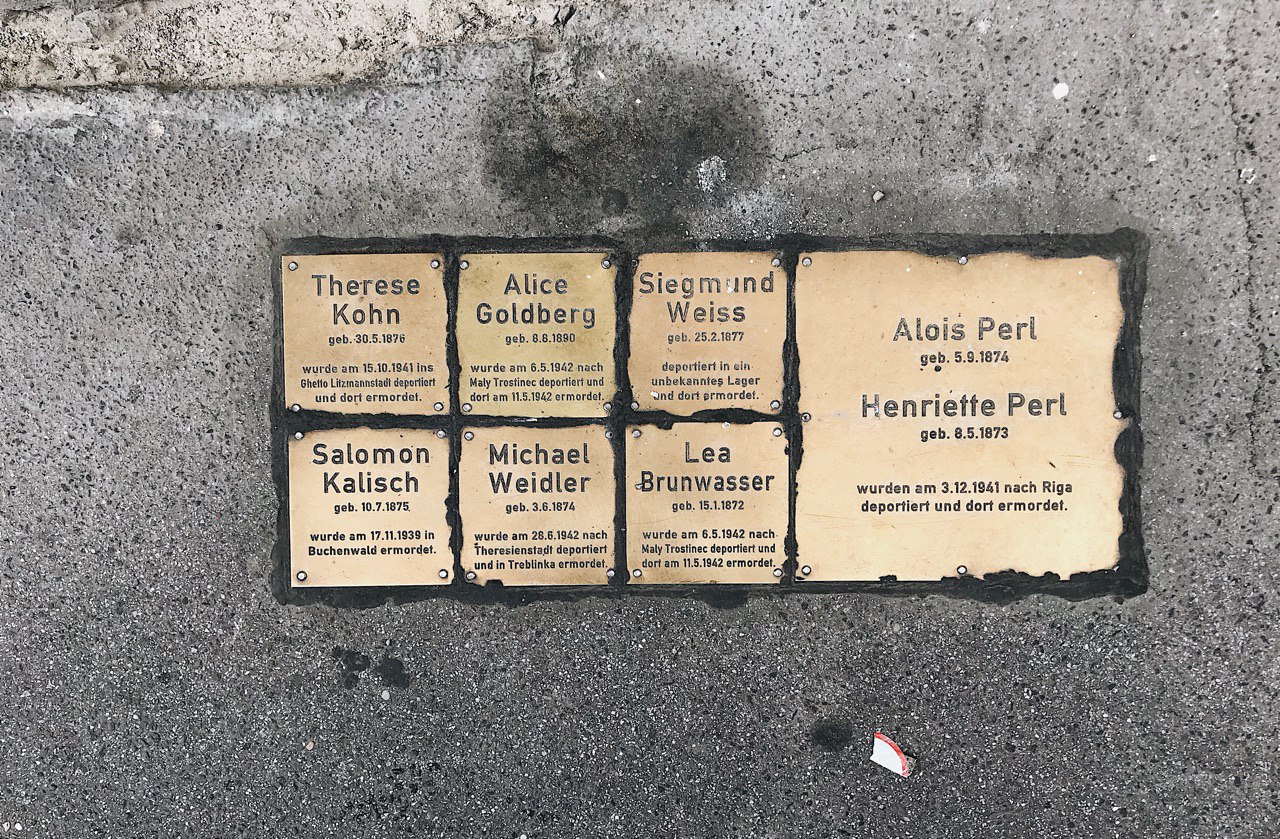 Therese
Kohn
geb. 30.5.1876
wurde am 15.10.1941 ins
Ghetto Litzmannstadt deportiert
und dort ermordet.
Alice
Goldberg
geb. 8.8.1890
wurde am 6.5.1942 nach
Maly Trostinec deportiert und
dort am 11.5.1942 ermordet.
Siegmund
Weiss
geb. 25.2.1877
deportiert in ein
unbekanntes Lager
und dort ermordet.
Alois Perl
geb. 5.9.1874
Henriette Perl
geb. 8.5.1873
wurden am 3.12.1941 nach Riga
deportiert und dort ermordet.
Salomon
Kalisch
geb. 10.7.1875
wurde am 17.11.1939 in
Buchenwald ermordet.
Michael
Weidler
geb. 3.6.1874
wurde am 28.6.1942 nach
Theresienstadt deportiert
und in Treblinka ermordet.
Lea
Brunwasser
geb. 15.1.1872
wurde am 6.5.1942 nach
Maly Trostinec deportiert und
dort am 11.5.1942 ermordet.